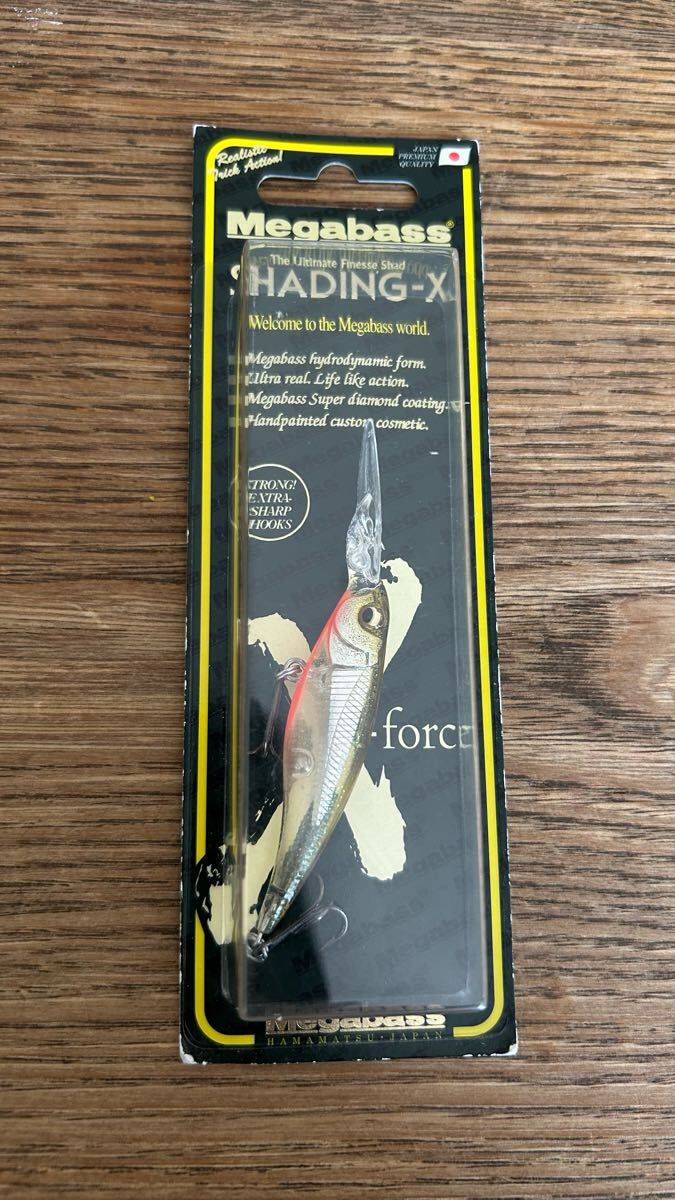 Realistic
Trick Action!
JAPAN
PREMIUM
QUALITY
Megabass®
The Ultimate Finesse Shad
SHADING-X
Welcome to the Megabass world.
Megabass hydrodynamic form.
Ultra real. Life like action.
Megabass Super diamond coating.
Handpainted custom cosmetic.
STRONG!
EXTRA-
SHARP
HOOKS
-force
Megabass
HAMAMATSU·JAPAN